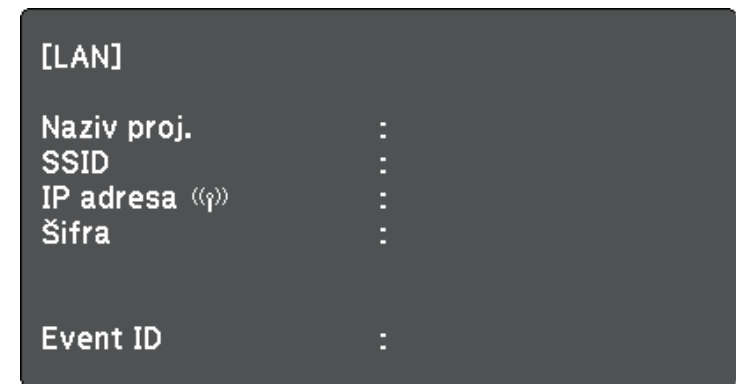 [LAN]
Naziv proj. :
SSID :
IP adresa :
Šifra :
Event ID :